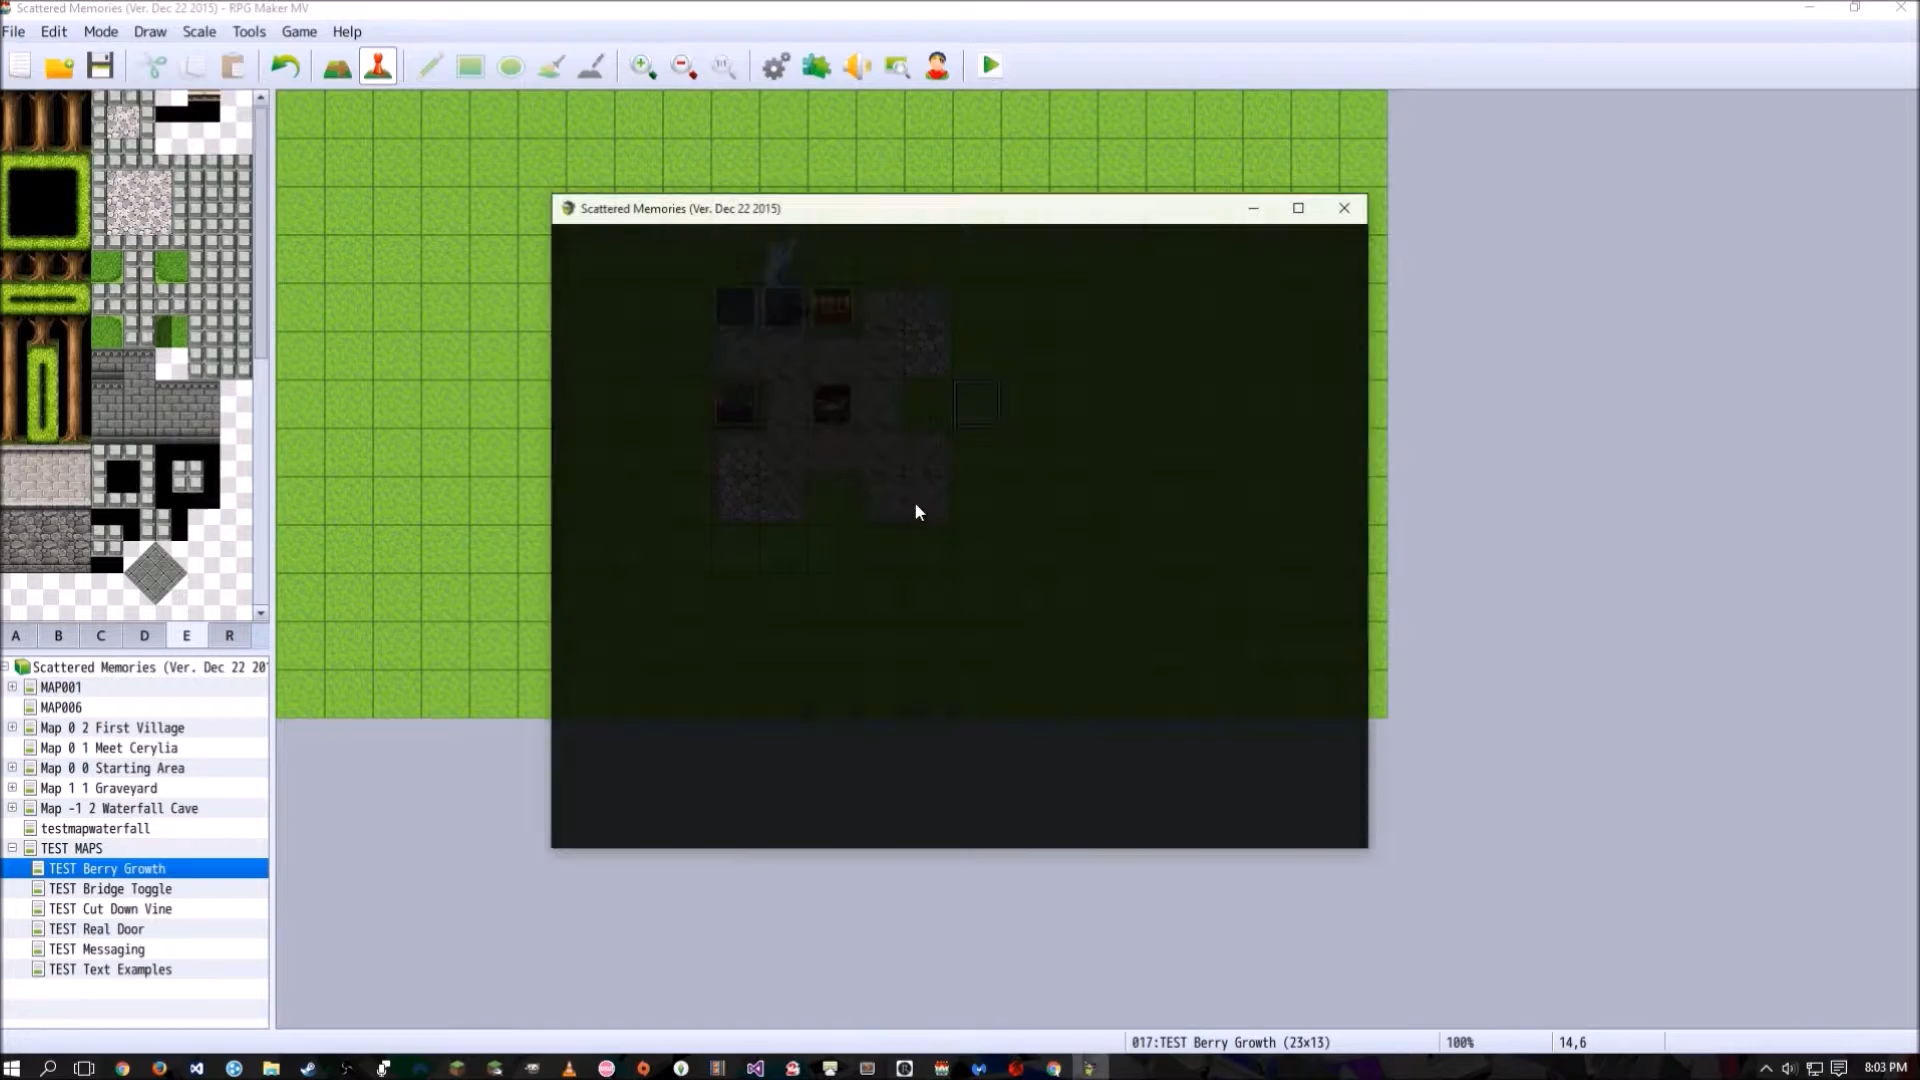 Scattered Memories (Ver. Dec 22 2015) - RPG Maker MV
File Edit Mode Draw Scale Tools Game Help
1:1
Scattered Memories (Ver. Dec 22 2015)
A B C D E R
Scattered Memories (Ver. Dec 22 20
MAP001
MAP006
Map 0 2 First Village
Map 0 1 Meet Cerylia
Map 0 0 Starting Area
Map 1 1 Graveyard
Map -1 2 Waterfall Cave
testmapwaterfall
TEST MAPS
TEST Berry Growth
TEST Bridge Toggle
TEST Cut Down Vine
TEST Real Door
TEST Messaging
TEST Text Examples
017:TEST Berry Growth (23x13) 100% 14,6
8:03 PM